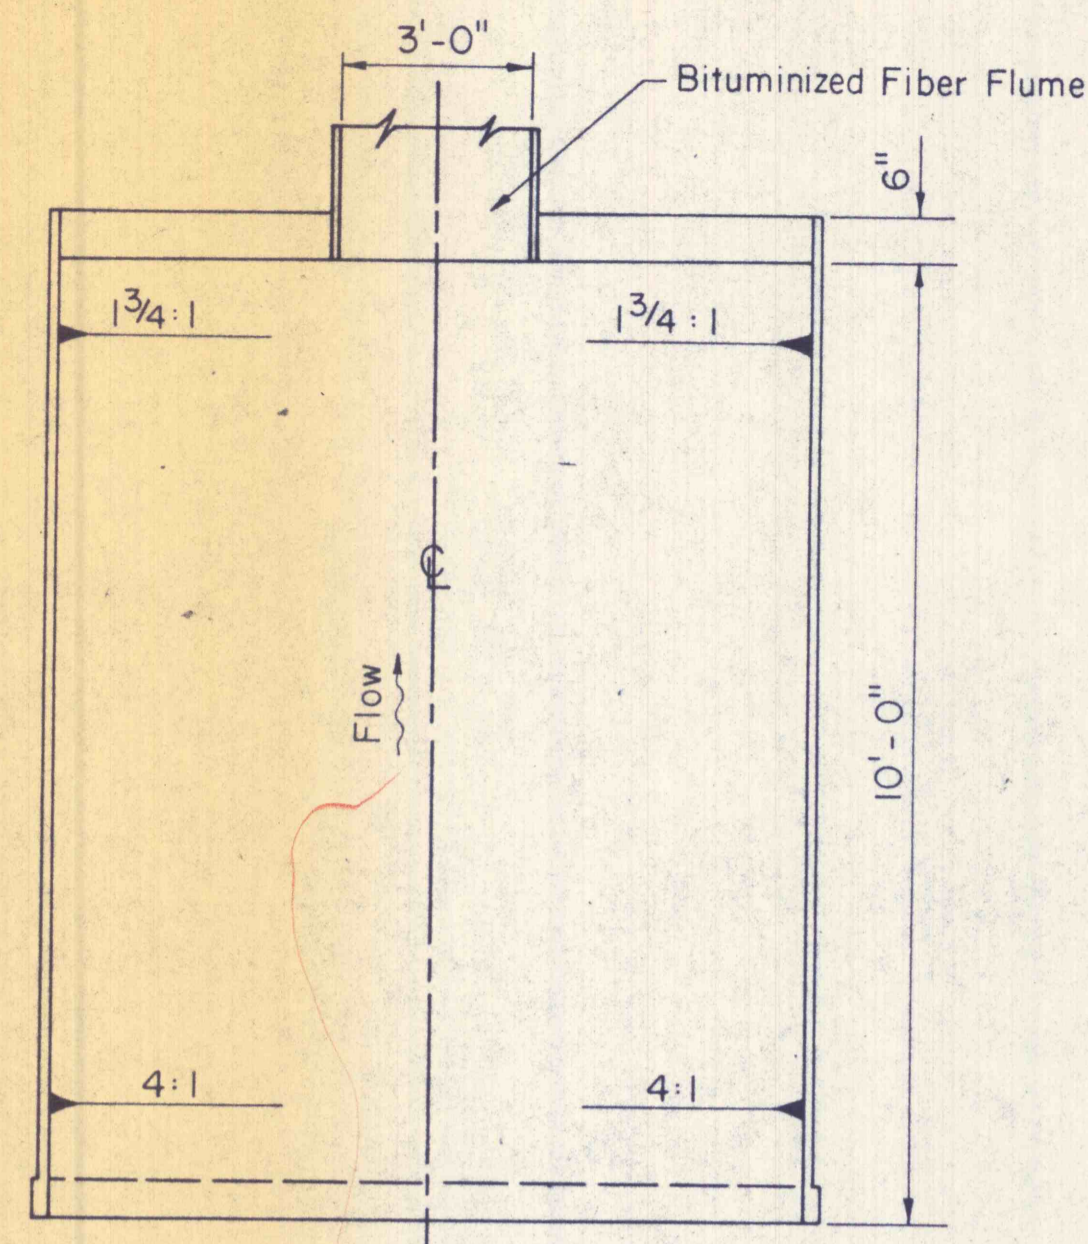 3'-0"
Bituminized Fiber Flume
6"
1 3/4 : 1
1 3/4 : 1
℄
Flow
10'-0"
4:1
4:1